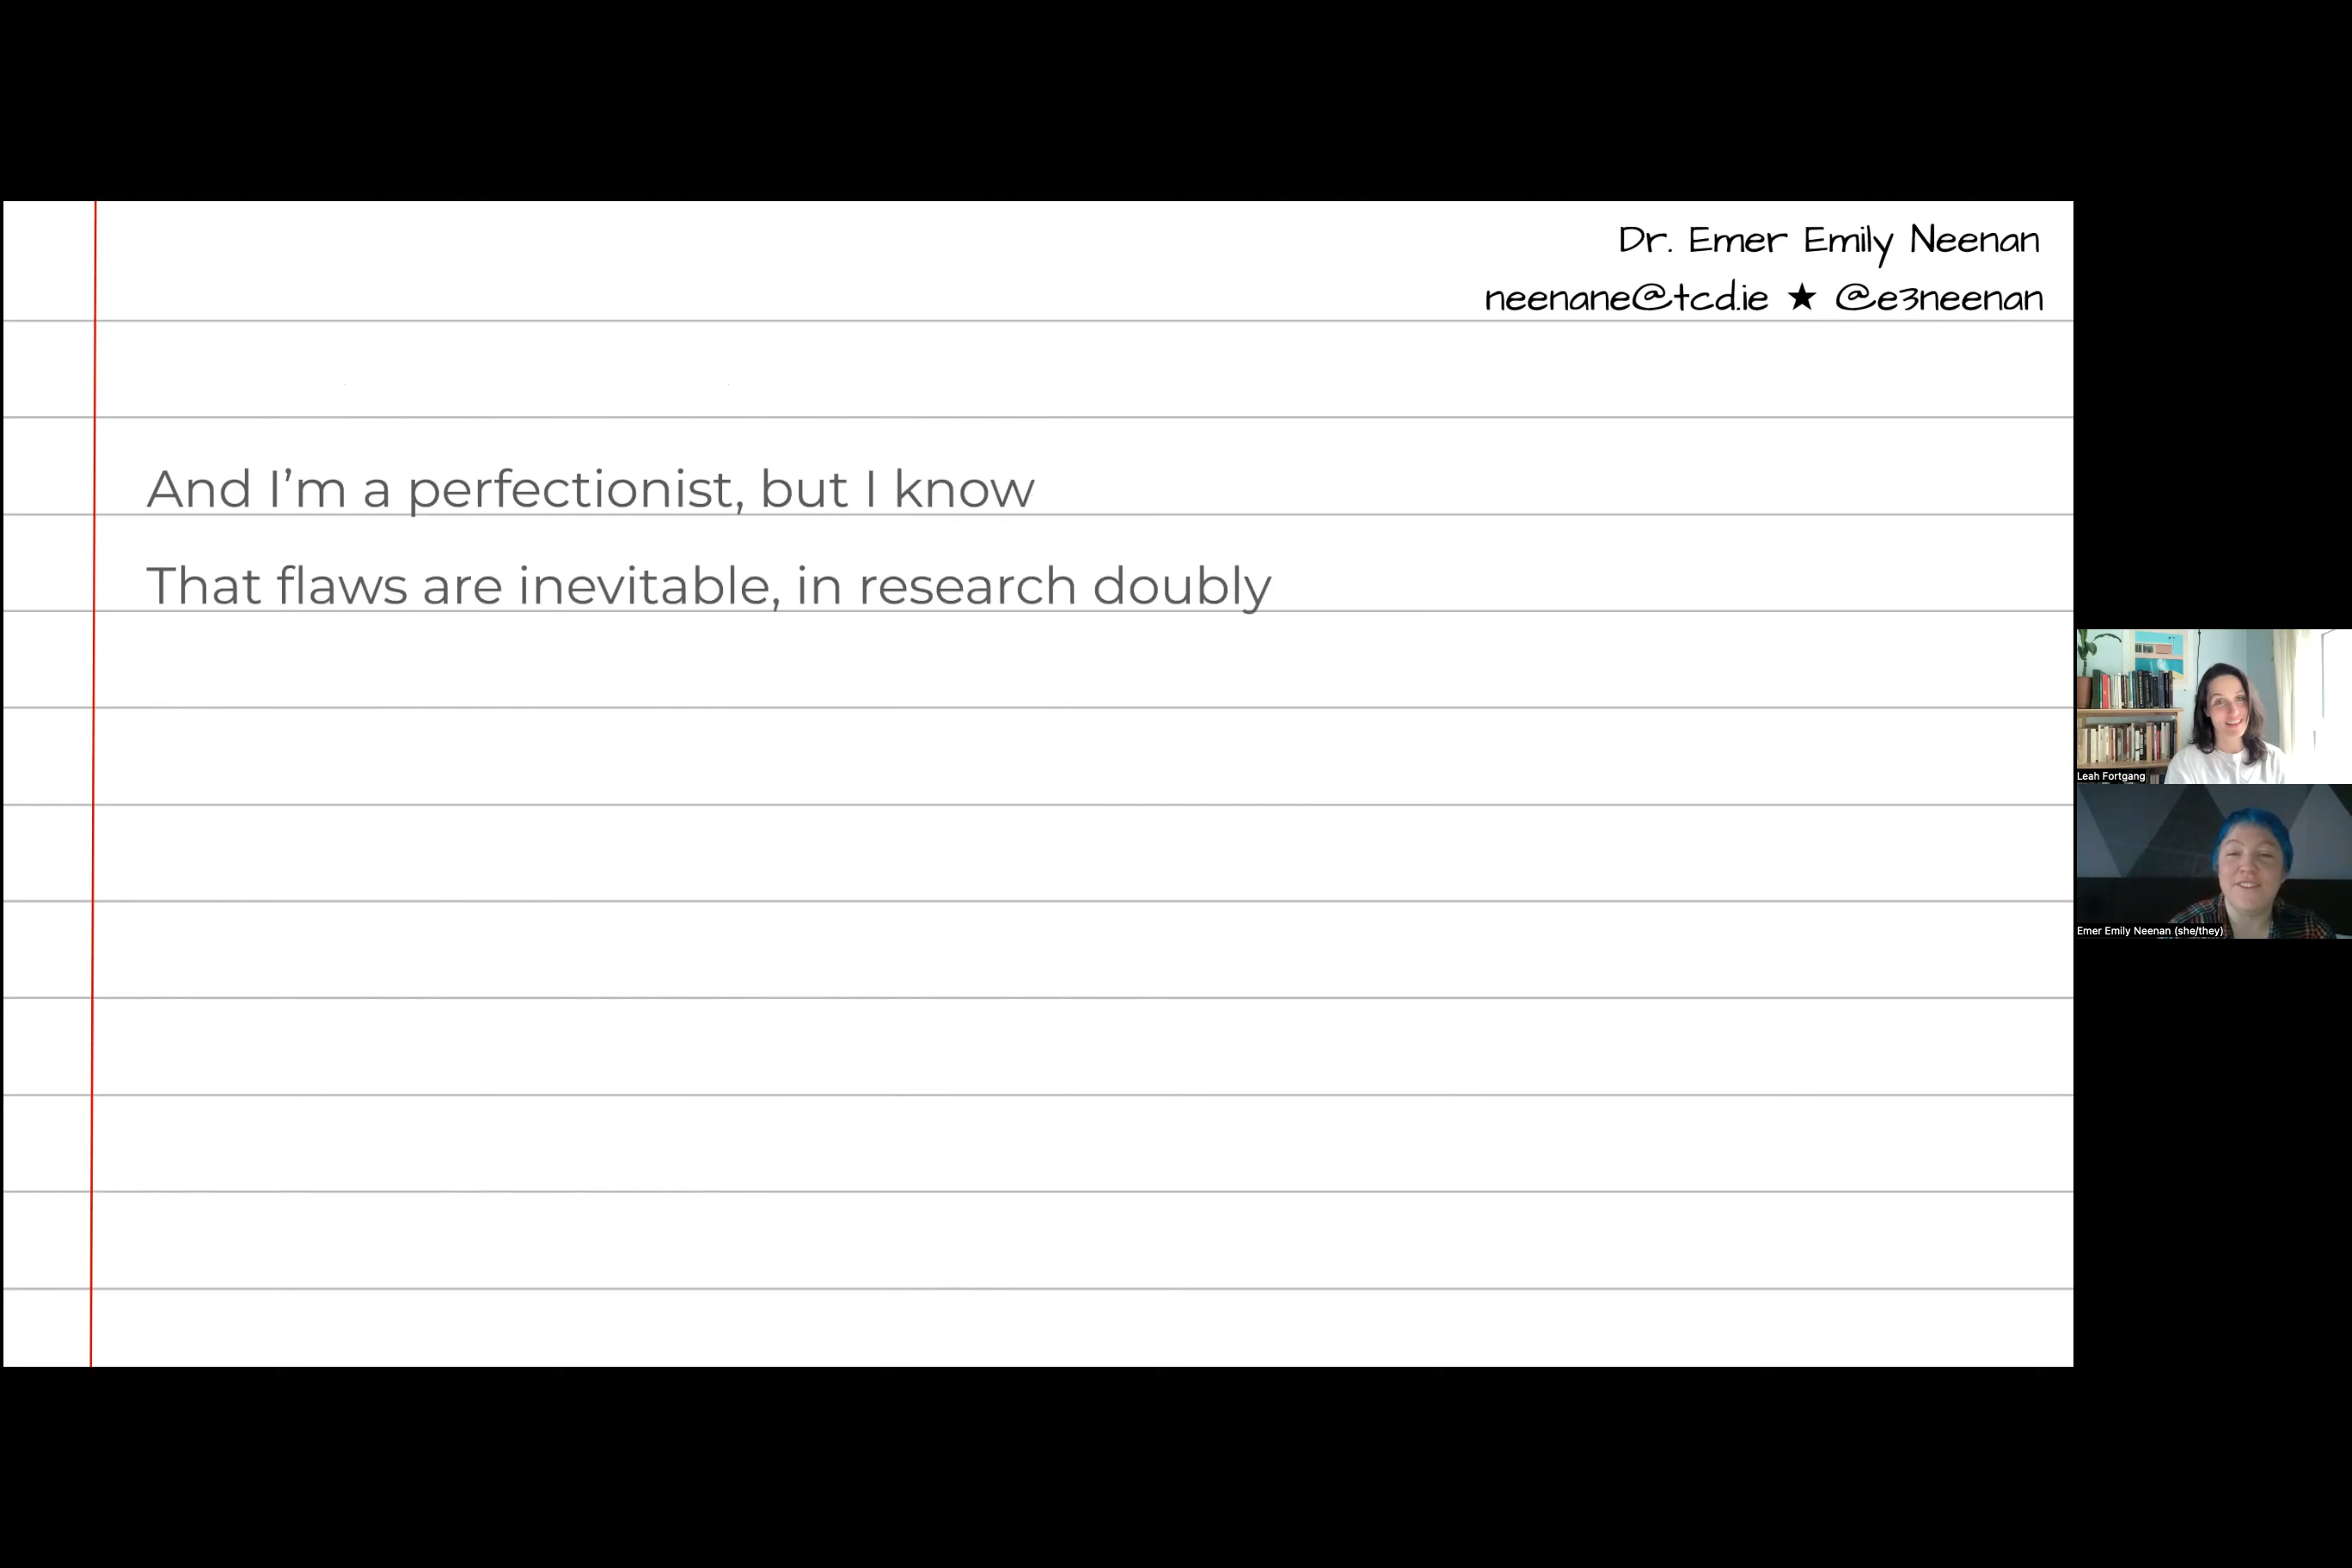 Dr. Emer Emily Neenan
neenane@tcd.ie ★ @e3neenan
And I'm a perfectionist, but I know
That flaws are inevitable, in research doubly
Leah Fortgang
Emer Emily Neenan (she/they)